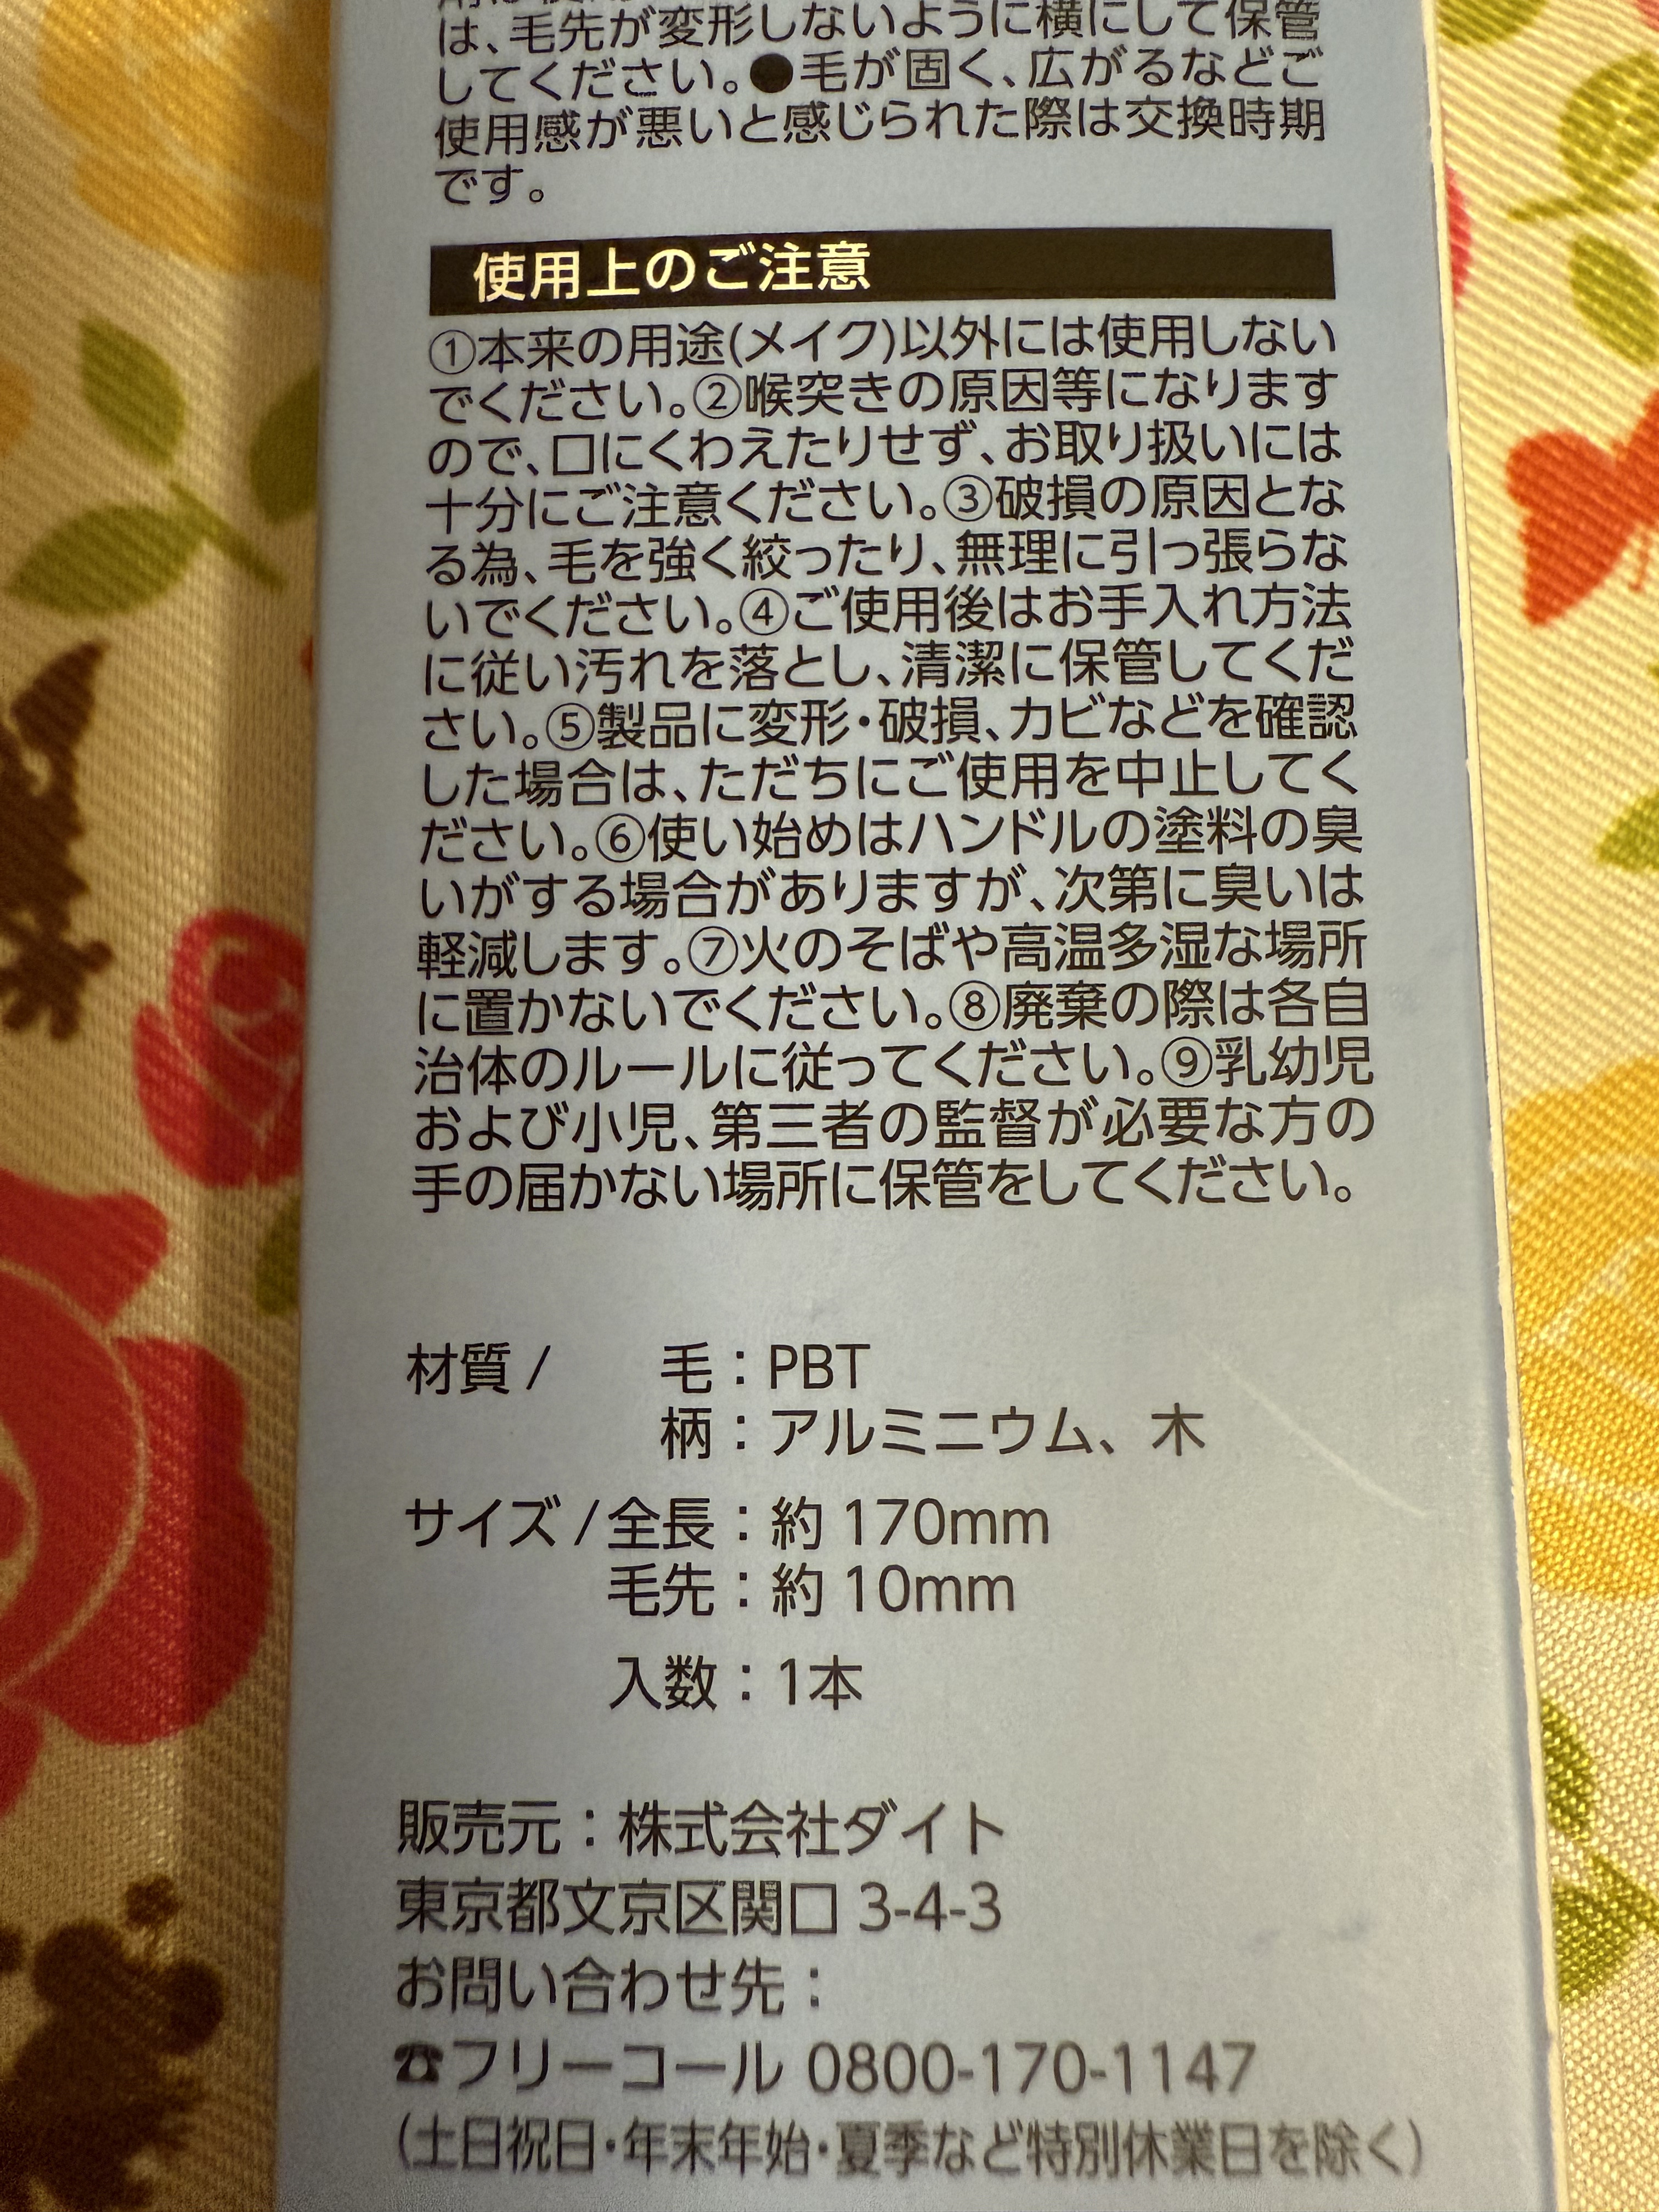 は、毛先が変形しないように横にして保管
してください。●毛が固く、広がるなどご
使用感が悪いと感じられた際は交換時期
です。
使用上のご注意
①本来の用途(メイク)以外には使用しない
でください。②喉突きの原因等になります
ので、口にくわえたりせず、お取り扱いには
十分にご注意ください。③破損の原因とな
る為、毛を強く絞ったり、無理に引っ張らな
いでください。④ご使用後はお手入れ方法
に従い汚れを落とし、清潔に保管してくだ
さい。⑤製品に変形・破損、カビなどを確認
した場合は、ただちにご使用を中止してく
ださい。⑥使い始めはハンドルの塗料の臭
いがする場合がありますが、次第に臭いは
軽減します。⑦火のそばや高温多湿な場所
に置かないでください。⑧廃棄の際は各自
治体のルールに従ってください。⑨乳幼児
および小児、第三者の監督が必要な方の
手の届かない場所に保管をしてください。
材質 / 毛：PBT
柄：アルミニウム、木
サイズ / 全長：約 170mm
毛先：約 10mm
入数：1本
販売元：株式会社ダイト
東京都文京区関口 3-4-3
お問い合わせ先：
☎フリーコール 0800-170-1147
(土日祝日・年末年始・夏季など特別休業日を除く)